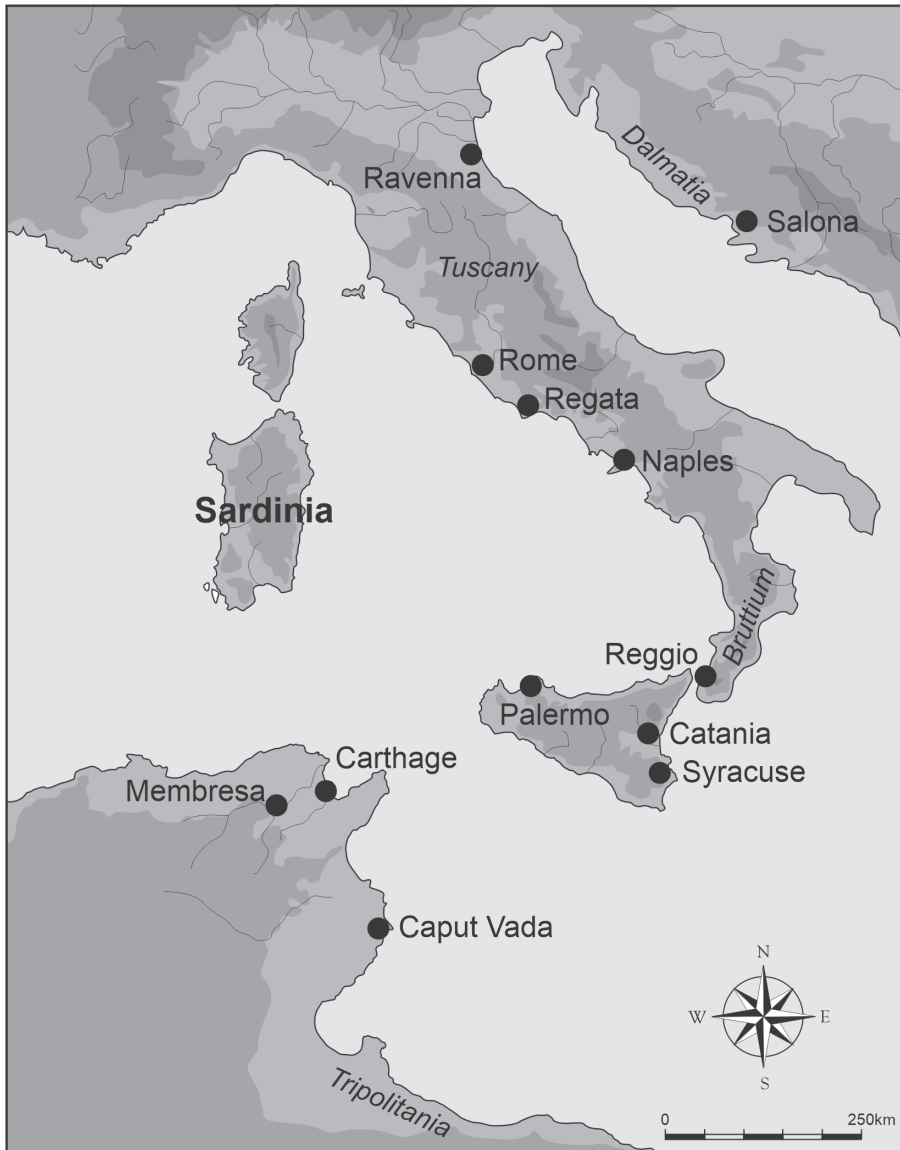 Ravenna
Dalmatia
Salona
Tuscany
Rome
Regata
Naples
Sardinia
Bruttium
Reggio
Palermo
Catania
Syracuse
Carthage
Membresa
Caput Vada
N
W E
S
Tripolitania
0 250km